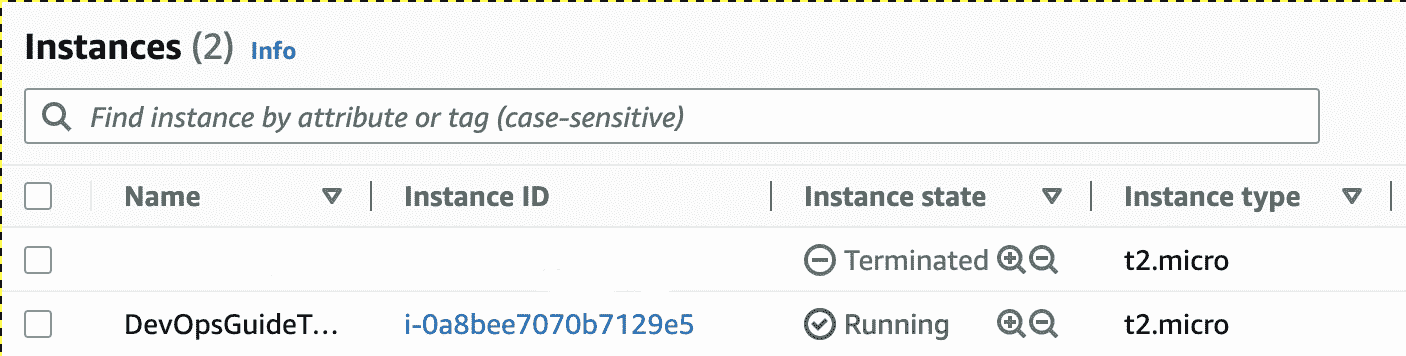 Instances (2) Info
Find instance by attribute or tag (case-sensitive)
Name Instance ID Instance state Instance type
Terminated t2.micro
DevOpsGuideT... i-0a8bee7070b7129e5 Running t2.micro